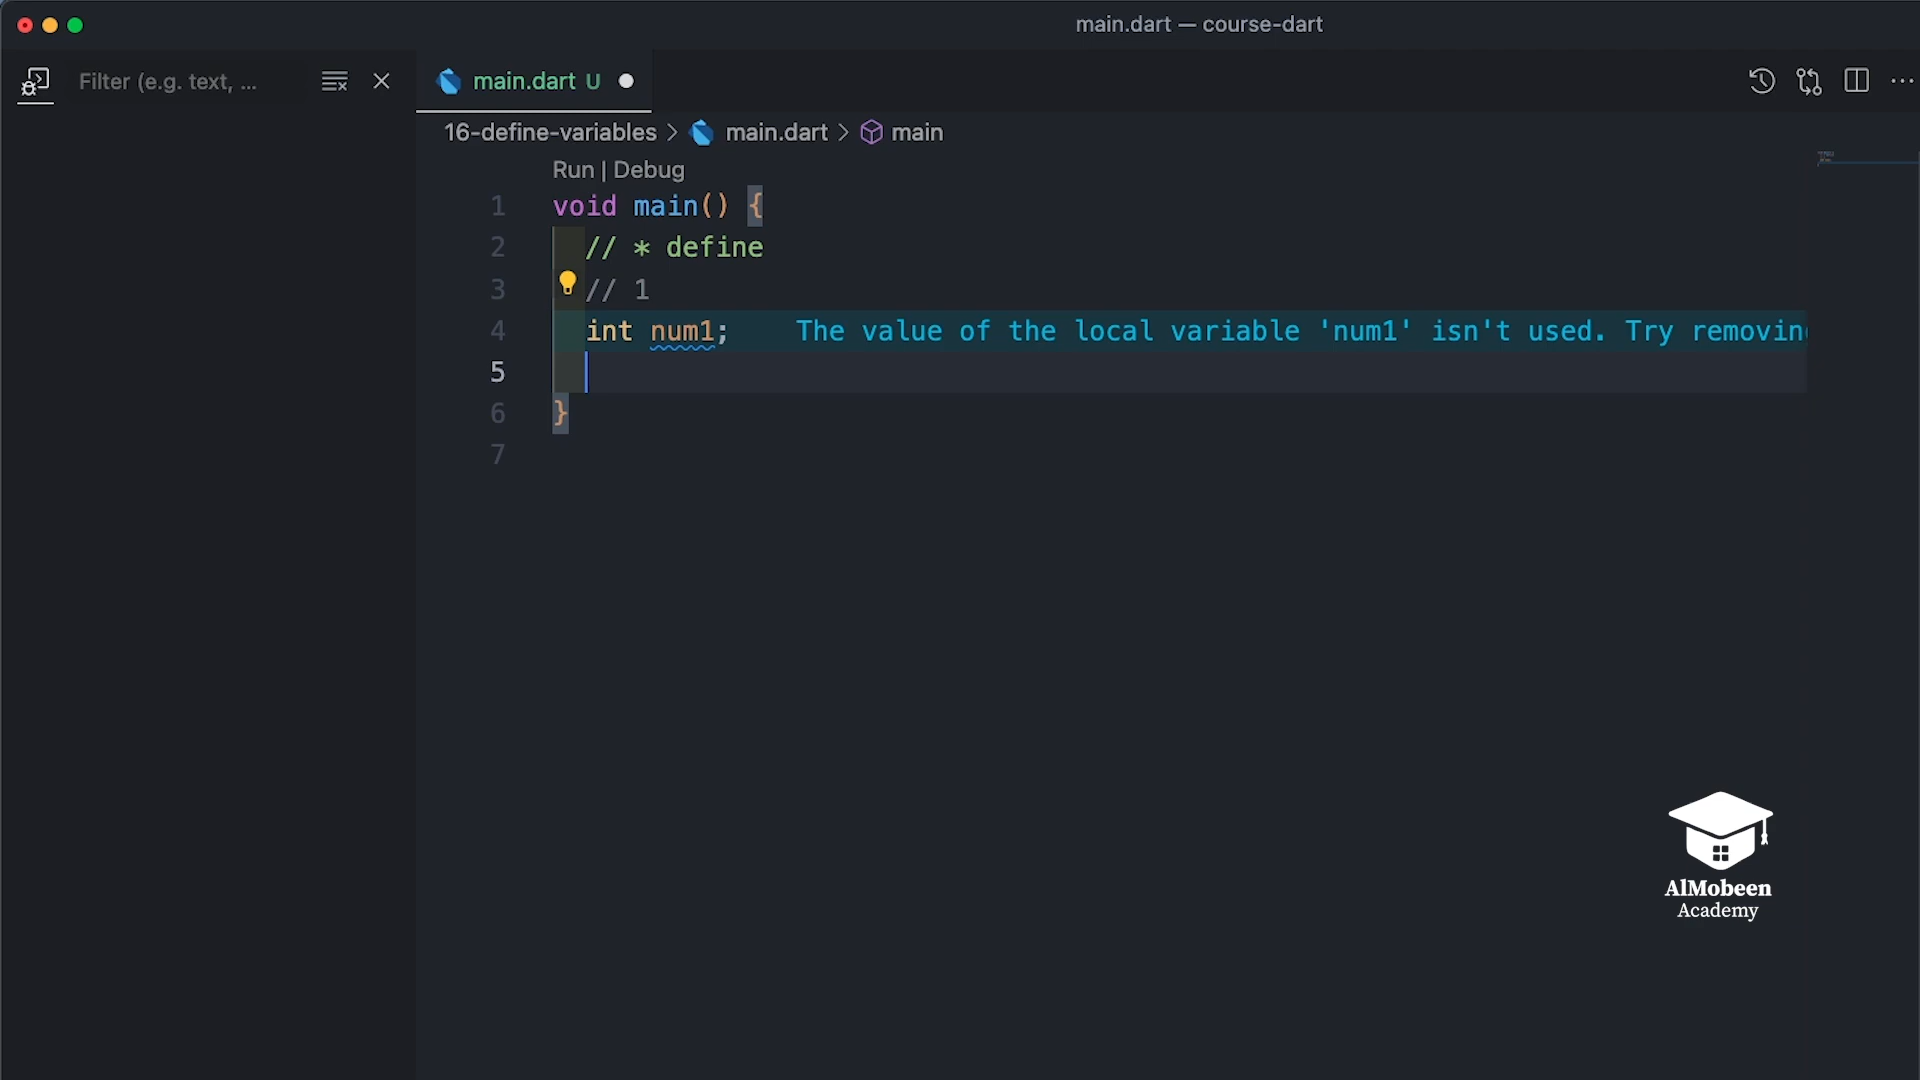 main.dart — course-dart
Filter (e.g. text, ...
main.dart U
16-define-variables > main.dart > main
Run | Debug
1 void main() {
2 // * define
3 // 1
4 int num1; The value of the local variable 'num1' isn't used. Try removing
5
6 }
7
AlMobeen
Academy